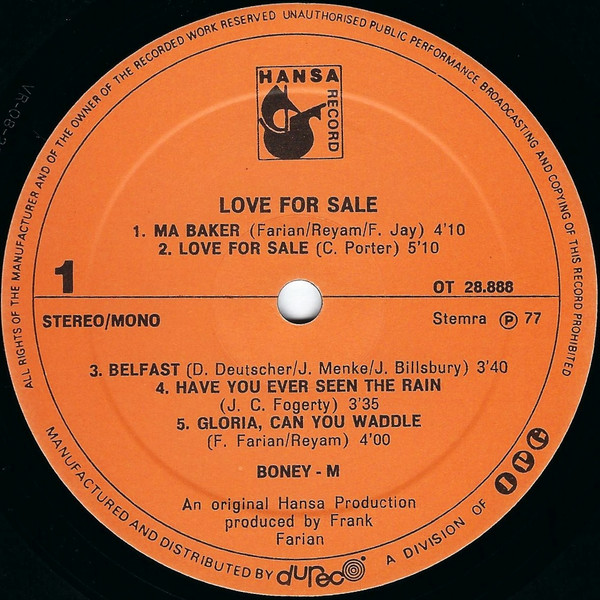 ALL RIGHTS OF THE MANUFACTURER AND OF THE OWNER OF THE RECORDED WORK RESERVED UNAUTHORISED PUBLIC PERFORMANCE BROADCASTING AND COPYING OF THIS RECORD PROHIBITED
HANSA
RECORD
LOVE FOR SALE
1. MA BAKER (Farian/Reyam/F. Jay) 4'10
2. LOVE FOR SALE (C. Porter) 5'10
1
OT 28.888
STEREO/MONO
Stemra Ⓟ 77
3. BELFAST (D. Deutscher/J. Menke/J. Billsbury) 3'40
4. HAVE YOU EVER SEEN THE RAIN
(J. C. Fogerty) 3'35
5. GLORIA, CAN YOU WADDLE
(F. Farian/Reyam) 4'00
BONEY - M
An original Hansa Production
produced by Frank
Farian
MANUFACTURED AND DISTRIBUTED BY dureco A DIVISION OF